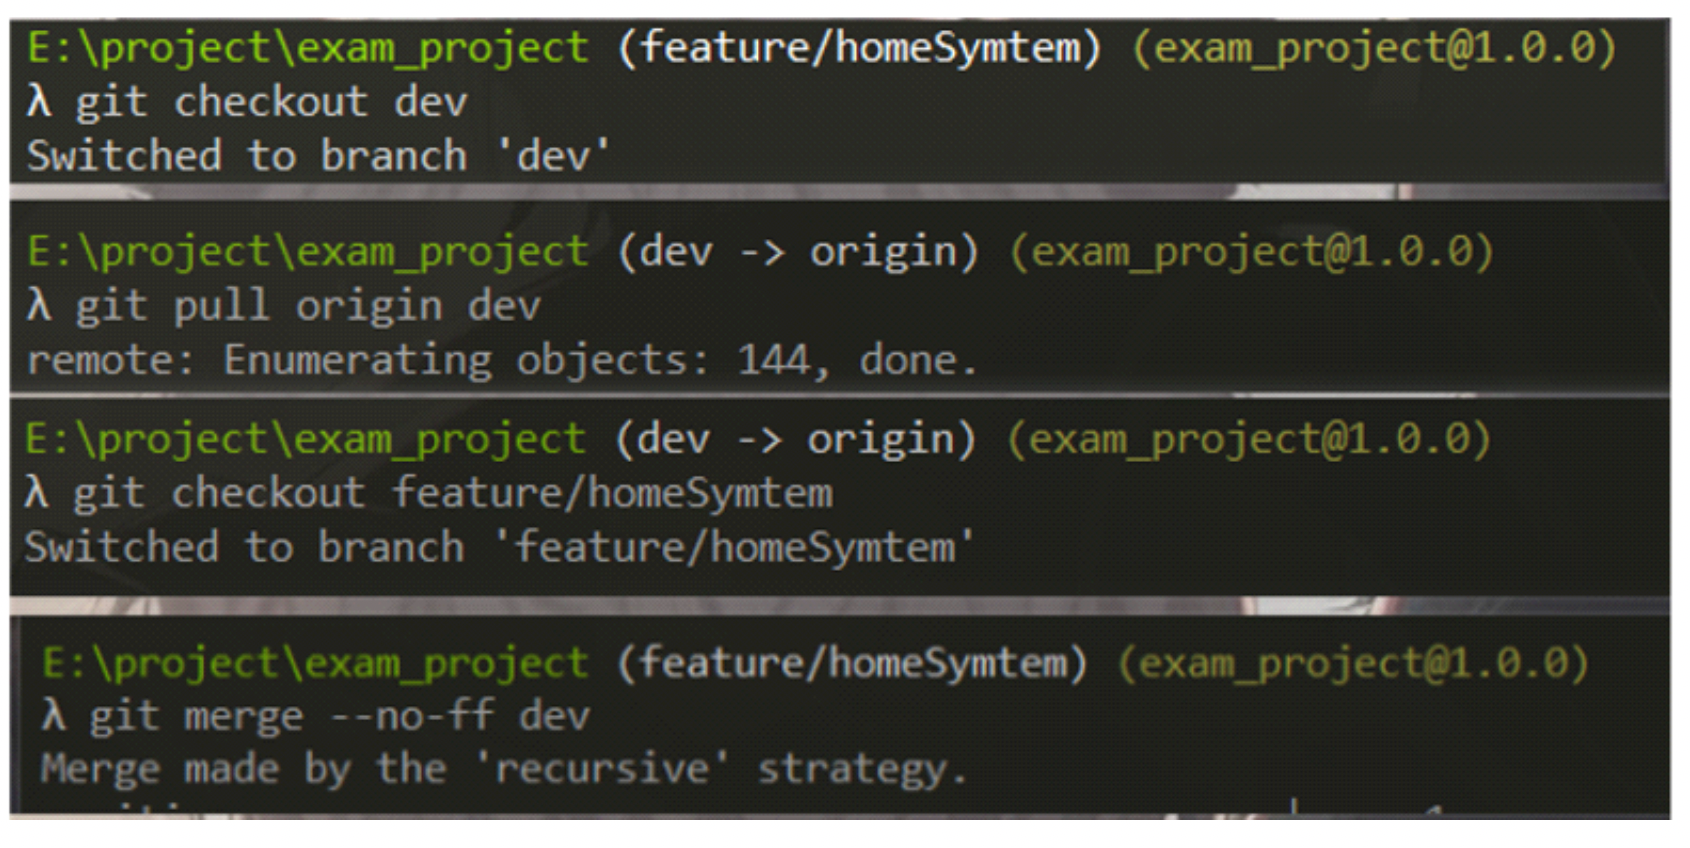 E:\project\exam_project (feature/homeSymtem) (exam_project@1.0.0)
λ git checkout dev
Switched to branch 'dev'
E:\project\exam_project (dev -> origin) (exam_project@1.0.0)
λ git pull origin dev
remote: Enumerating objects: 144, done.
E:\project\exam_project (dev -> origin) (exam_project@1.0.0)
λ git checkout feature/homeSymtem
Switched to branch 'feature/homeSymtem'
E:\project\exam_project (feature/homeSymtem) (exam_project@1.0.0)
λ git merge --no-ff dev
Merge made by the 'recursive' strategy.